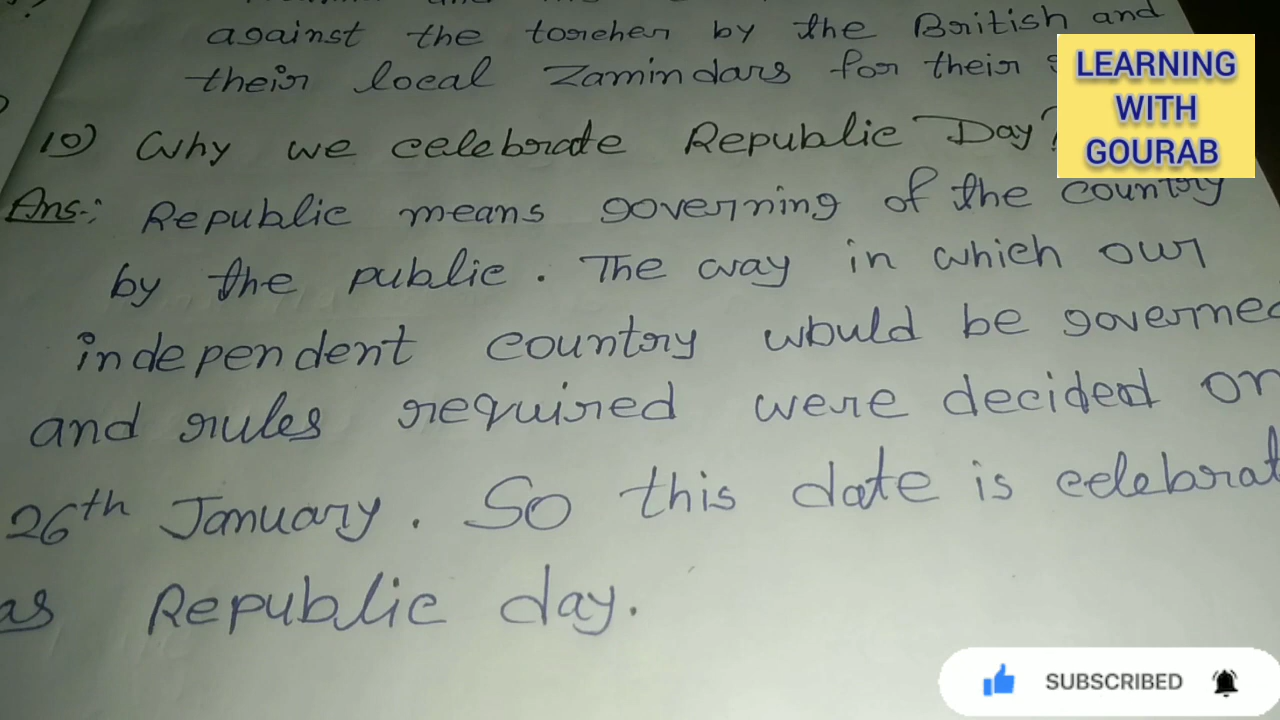 against the torcher by the British and
their local Zamindars for their
10) Why we celebrate Republic Day?
Ans.: Republic means governing of the country
by the public. The way in which our
independent country would be governed
and rules required were decided on
26th January. So this date is celebrat
as Republic day.
LEARNING
WITH
GOURAB
SUBSCRIBED